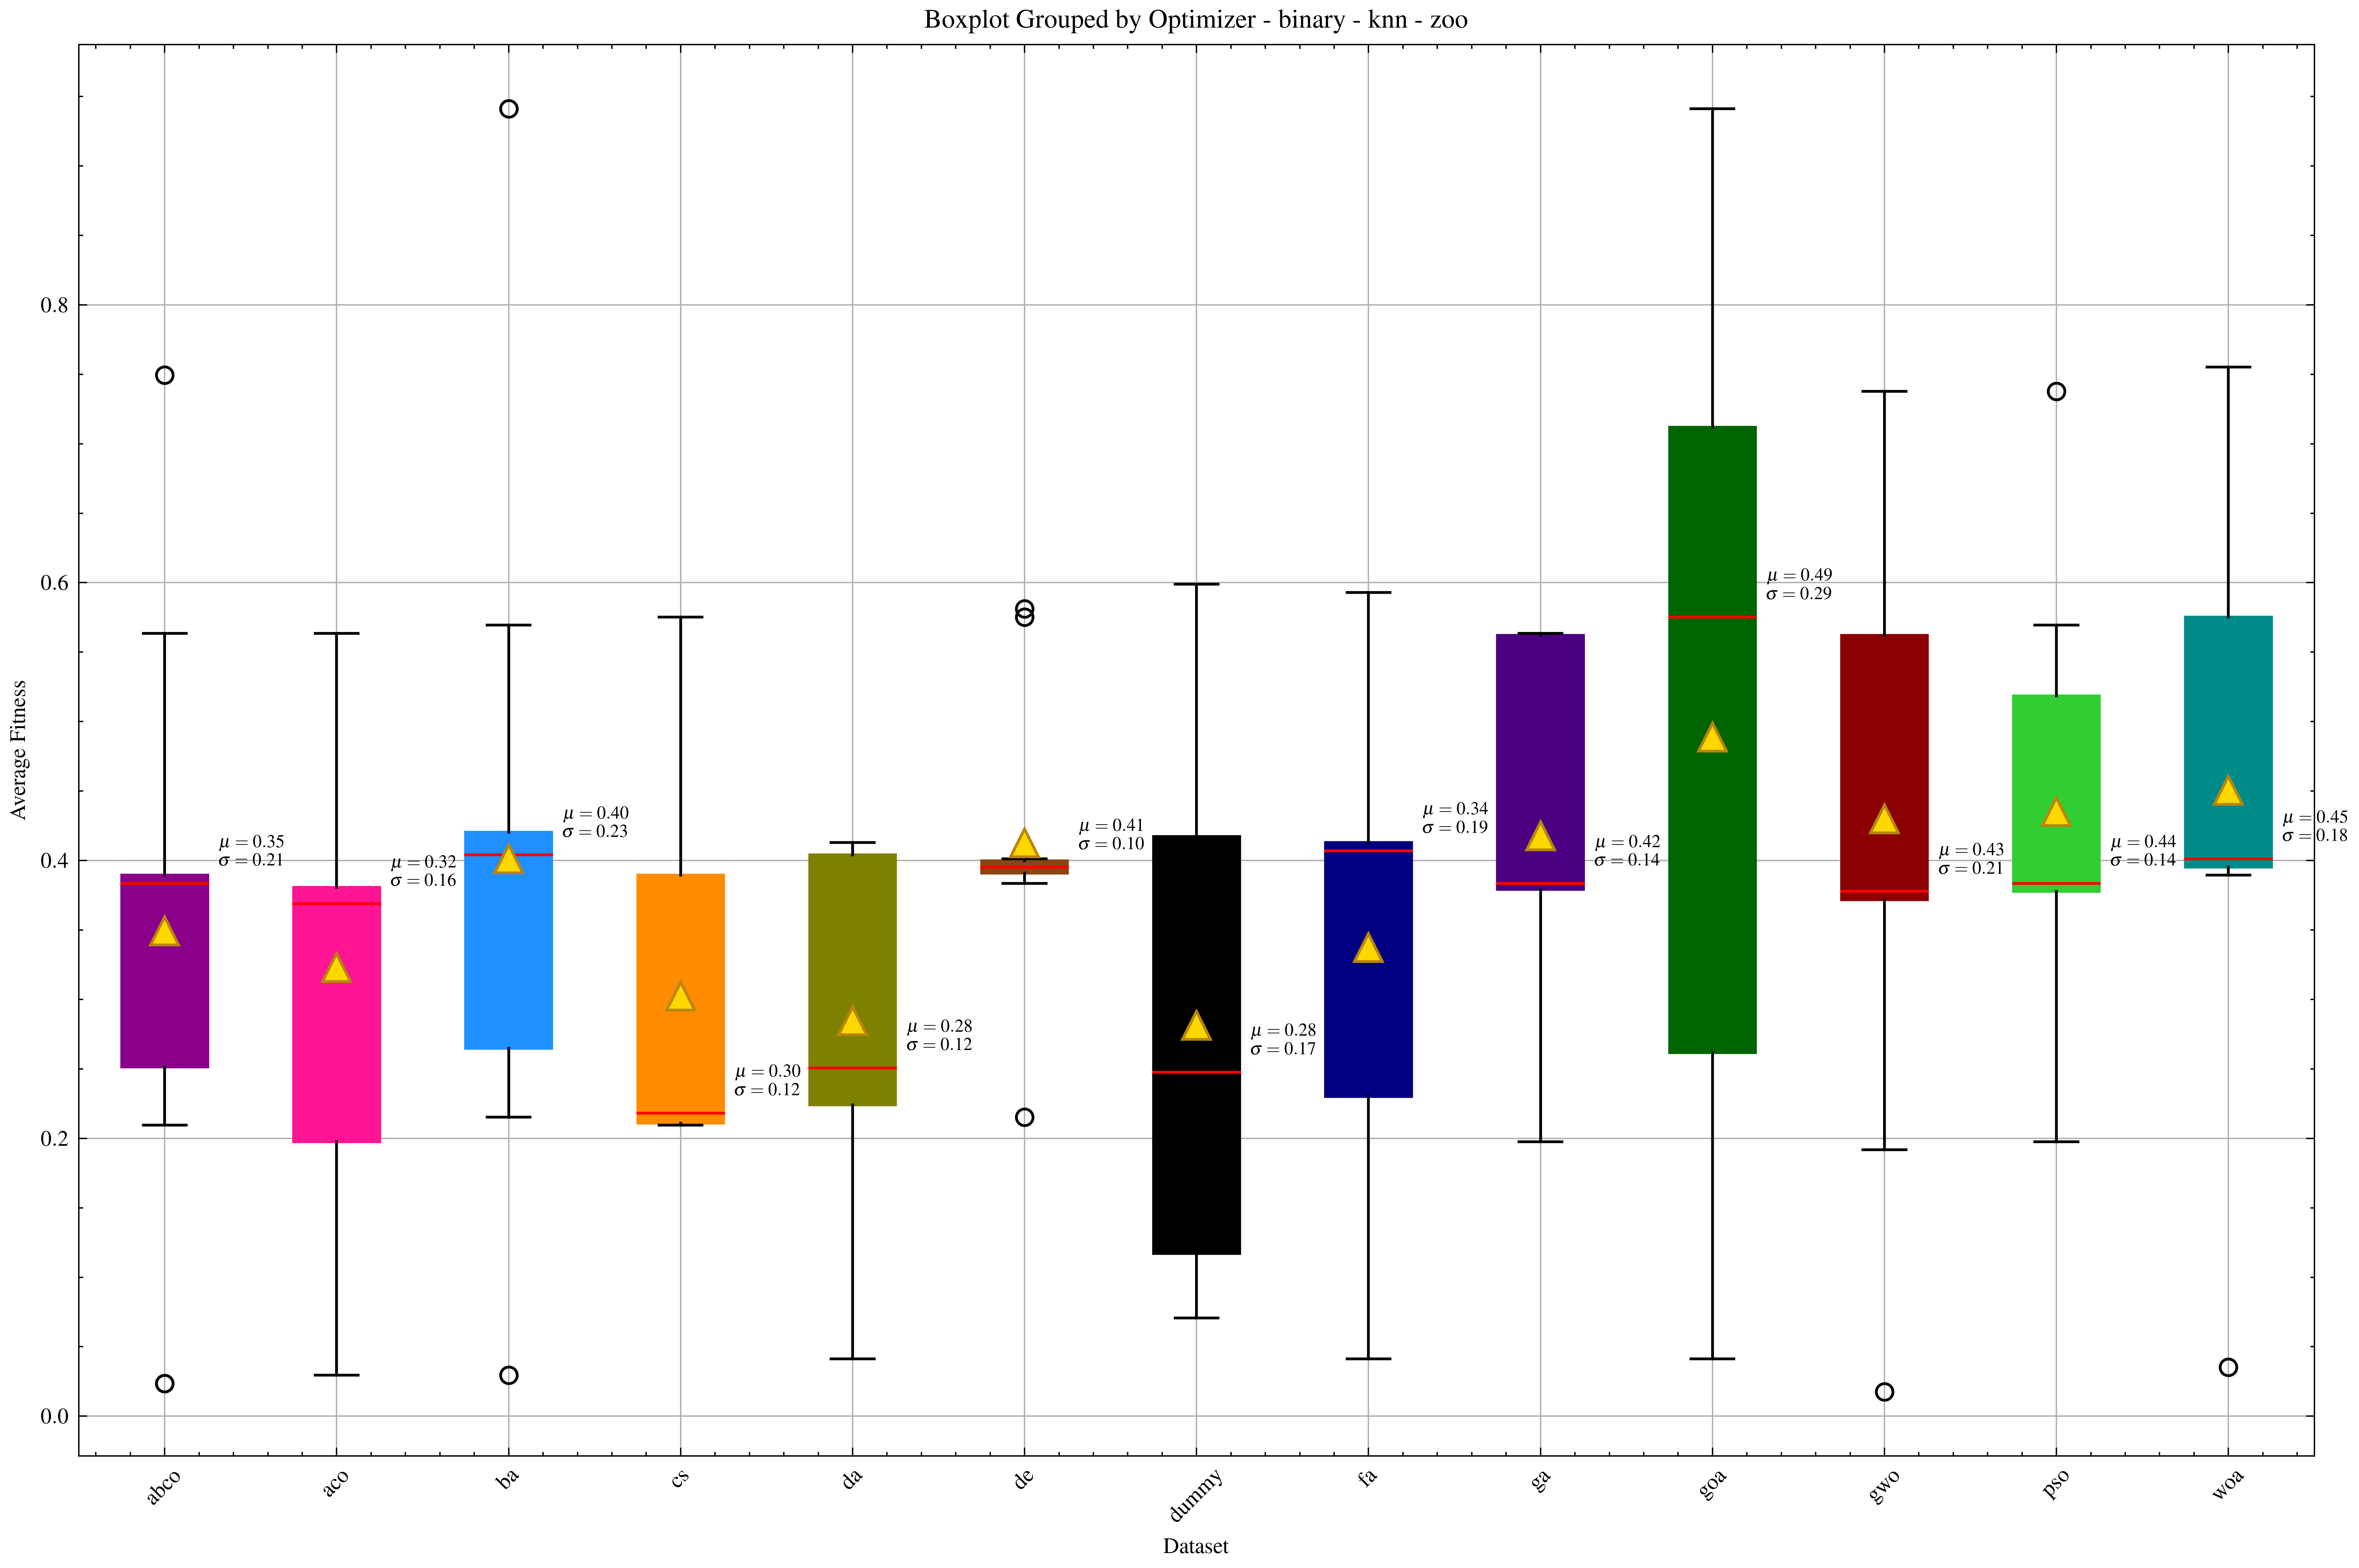 Boxplot Grouped by Optimizer - binary - knn - zoo
Average Fitness
0.8
0.6
0.4
0.2
0.0
μ = 0.35
σ = 0.21
μ = 0.32
σ = 0.16
μ = 0.40
σ = 0.23
μ = 0.30
σ = 0.12
μ = 0.28
σ = 0.12
μ = 0.41
σ = 0.10
μ = 0.28
σ = 0.17
μ = 0.34
σ = 0.19
μ = 0.42
σ = 0.14
μ = 0.49
σ = 0.29
μ = 0.43
σ = 0.21
μ = 0.44
σ = 0.14
μ = 0.45
σ = 0.18
abco
aco
ba
cs
da
de
dummy
fa
ga
goa
gwo
pso
woa
Dataset